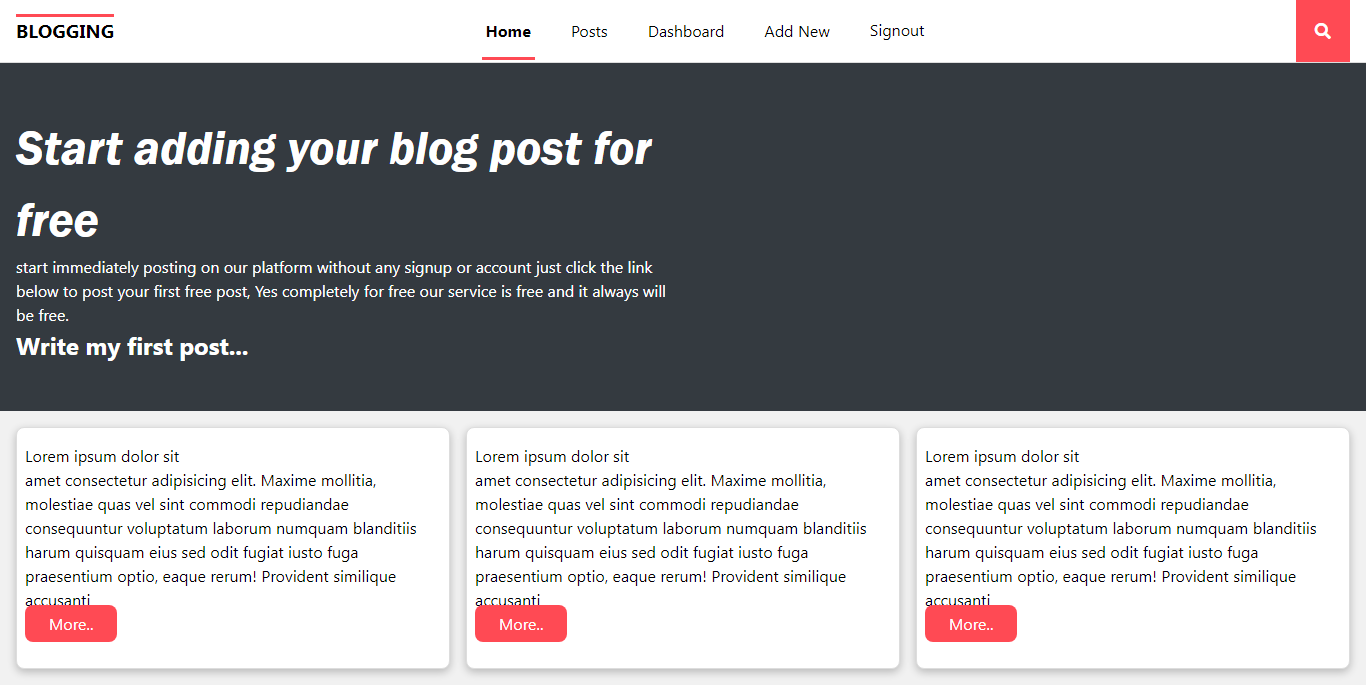 BLOGGING
Home Posts Dashboard Add New Signout
Start adding your blog post for
free
start immediately posting on our platform without any signup or account just click the link
below to post your first free post, Yes completely for free our service is free and it always will
be free.
Write my first post...
Lorem ipsum dolor sit
amet consectetur adipisicing elit. Maxime mollitia,
molestiae quas vel sint commodi repudiandae
consequuntur voluptatum laborum numquam blanditiis
harum quisquam eius sed odit fugiat iusto fuga
praesentium optio, eaque rerum! Provident similique
accusanti
More..
Lorem ipsum dolor sit
amet consectetur adipisicing elit. Maxime mollitia,
molestiae quas vel sint commodi repudiandae
consequuntur voluptatum laborum numquam blanditiis
harum quisquam eius sed odit fugiat iusto fuga
praesentium optio, eaque rerum! Provident similique
accusanti
More..
Lorem ipsum dolor sit
amet consectetur adipisicing elit. Maxime mollitia,
molestiae quas vel sint commodi repudiandae
consequuntur voluptatum laborum numquam blanditiis
harum quisquam eius sed odit fugiat iusto fuga
praesentium optio, eaque rerum! Provident similique
accusanti
More..